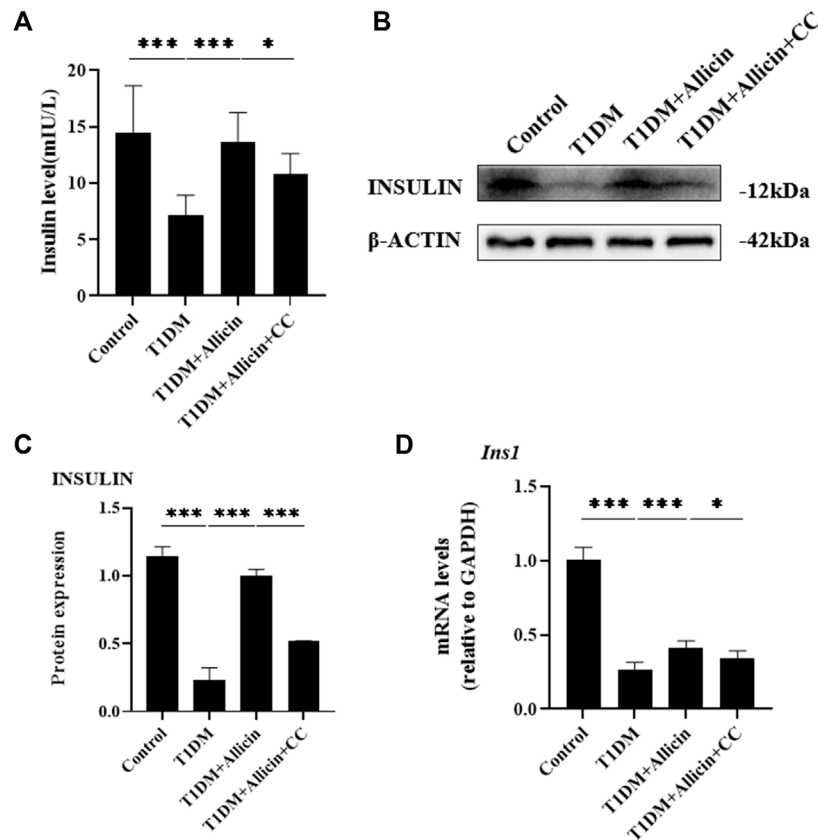 A
*** *** *
Insulin level(mIU/L)
20
15
10
5
0
Control
T1DM
T1DM+Allicin
T1DM+Allicin+CC
B
Control
T1DM
T1DM+Allicin
T1DM+Allicin+CC
INSULIN
-12kDa
β-ACTIN
-42kDa
C
INSULIN
*** *** ***
Protein expression
1.5
1.0
0.5
0.0
Control
T1DM
T1DM+Allicin
T1DM+Allicin+CC
D
Ins1
*** *** *
mRNA levels
(relative to GAPDH)
1.5
1.0
0.5
0.0
Control
T1DM
T1DM+Allicin
T1DM+Allicin+CC